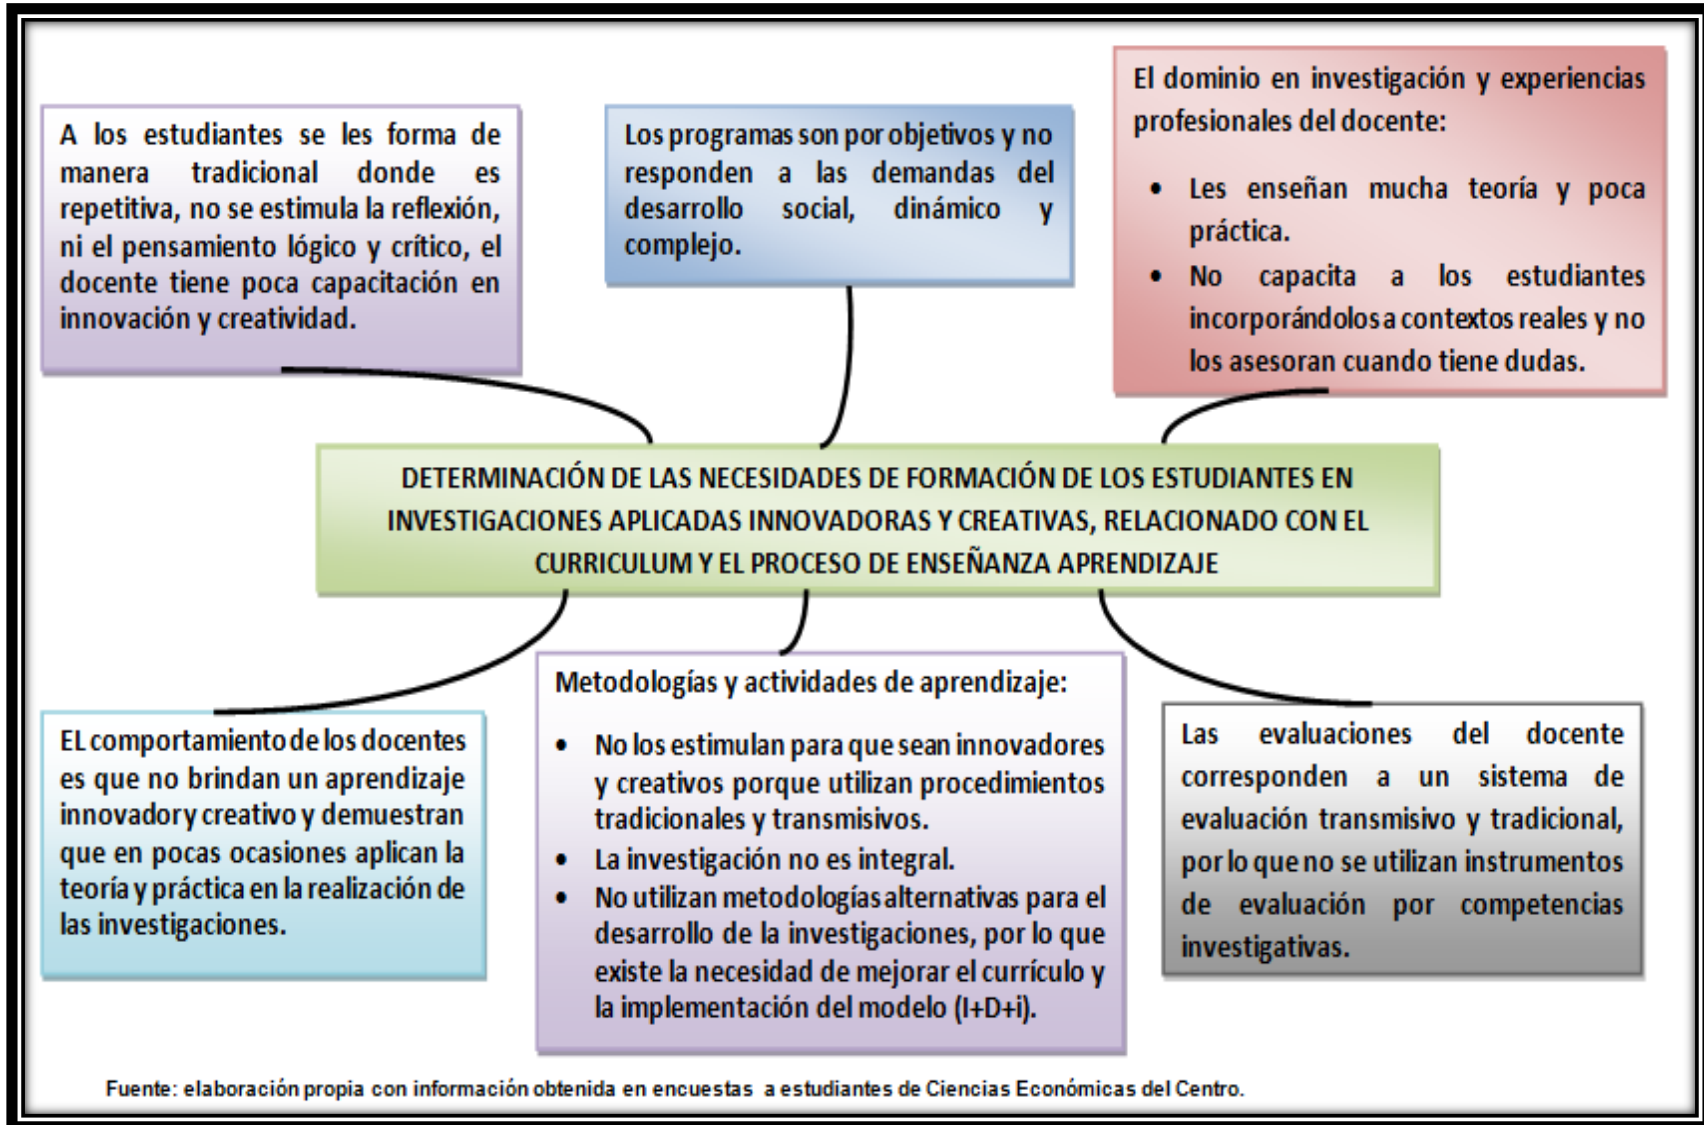 A los estudiantes se les forma de
manera tradicional donde es
repetitiva, no se estimula la reflexión,
ni el pensamiento lógico y crítico, el
docente tiene poca capacitación en
innovación y creatividad.
Los programas son por objetivos y no
responden a las demandas del
desarrollo social, dinámico y
complejo.
El dominio en investigación y experiencias
profesionales del docente:
• Les enseñan mucha teoría y poca
práctica.
• No capacita a los estudiantes
incorporándolos a contextos reales y no
los asesoran cuando tiene dudas.
DETERMINACIÓN DE LAS NECESIDADES DE FORMACIÓN DE LOS ESTUDIANTES EN
INVESTIGACIONES APLICADAS INNOVADORAS Y CREATIVAS, RELACIONADO CON EL
CURRICULUM Y EL PROCESO DE ENSEÑANZA APRENDIZAJE
EL comportamiento de los docentes
es que no brindan un aprendizaje
innovador y creativo y demuestran
que en pocas ocasiones aplican la
teoría y práctica en la realización de
las investigaciones.
Metodologías y actividades de aprendizaje:
• No los estimulan para que sean innovadores
y creativos porque utilizan procedimientos
tradicionales y transmisivos.
• La investigación no es integral.
• No utilizan metodologías alternativas para el
desarrollo de la investigaciones, por lo que
existe la necesidad de mejorar el currículo y
la implementación del modelo (I+D+i).
Las evaluaciones del docente
corresponden a un sistema de
evaluación transmisivo y tradicional,
por lo que no se utilizan instrumentos
de evaluación por competencias
investigativas.
Fuente: elaboración propia con información obtenida en encuestas a estudiantes de Ciencias Económicas del Centro.